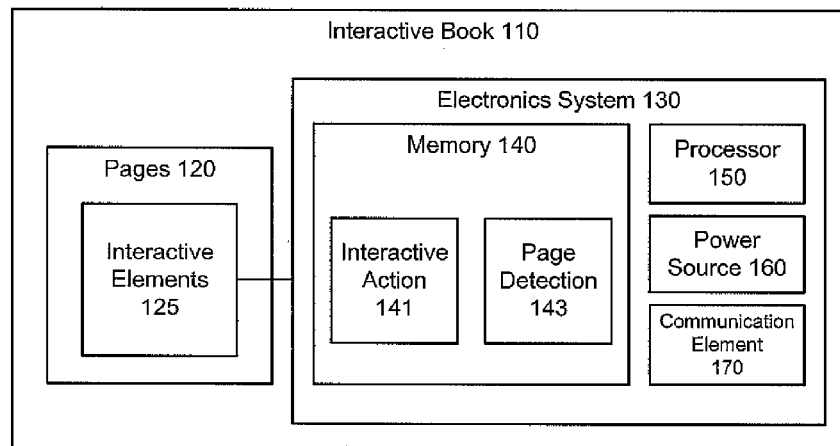 Interactive Book 110
Electronics System 130
Memory 140
Processor
150
Pages 120
Interactive
Elements
125
Interactive
Action
141
Page
Detection
143
Power
Source 160
Communication
Element
170